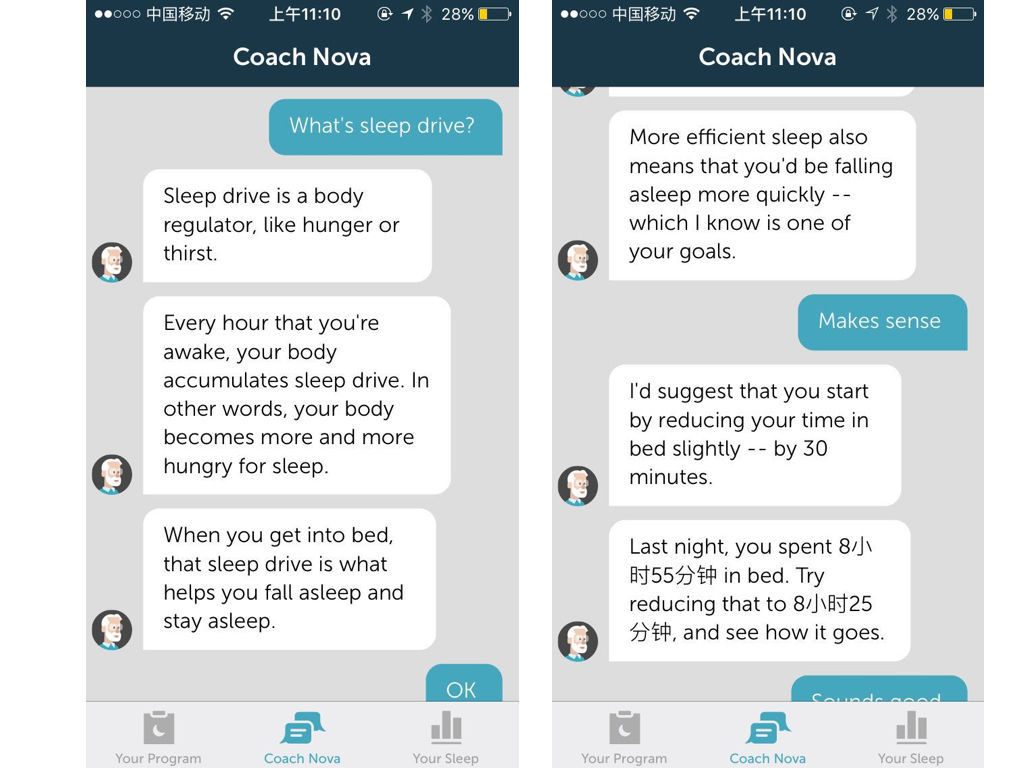 中国移动 上午11:10 28%
Coach Nova
What's sleep drive?
Sleep drive is a body
regulator, like hunger or
thirst.
Every hour that you're
awake, your body
accumulates sleep drive. In
other words, your body
becomes more and more
hungry for sleep.
When you get into bed,
that sleep drive is what
helps you fall asleep and
stay asleep.
OK
Your Program Coach Nova Your Sleep
中国移动 上午11:10 28%
Coach Nova
More efficient sleep also
means that you'd be falling
asleep more quickly --
which I know is one of
your goals.
Makes sense
I'd suggest that you start
by reducing your time in
bed slightly -- by 30
minutes.
Last night, you spent 8小
时55分钟 in bed. Try
reducing that to 8小时25
分钟, and see how it goes.
Sounds good
Your Program Coach Nova Your Sleep